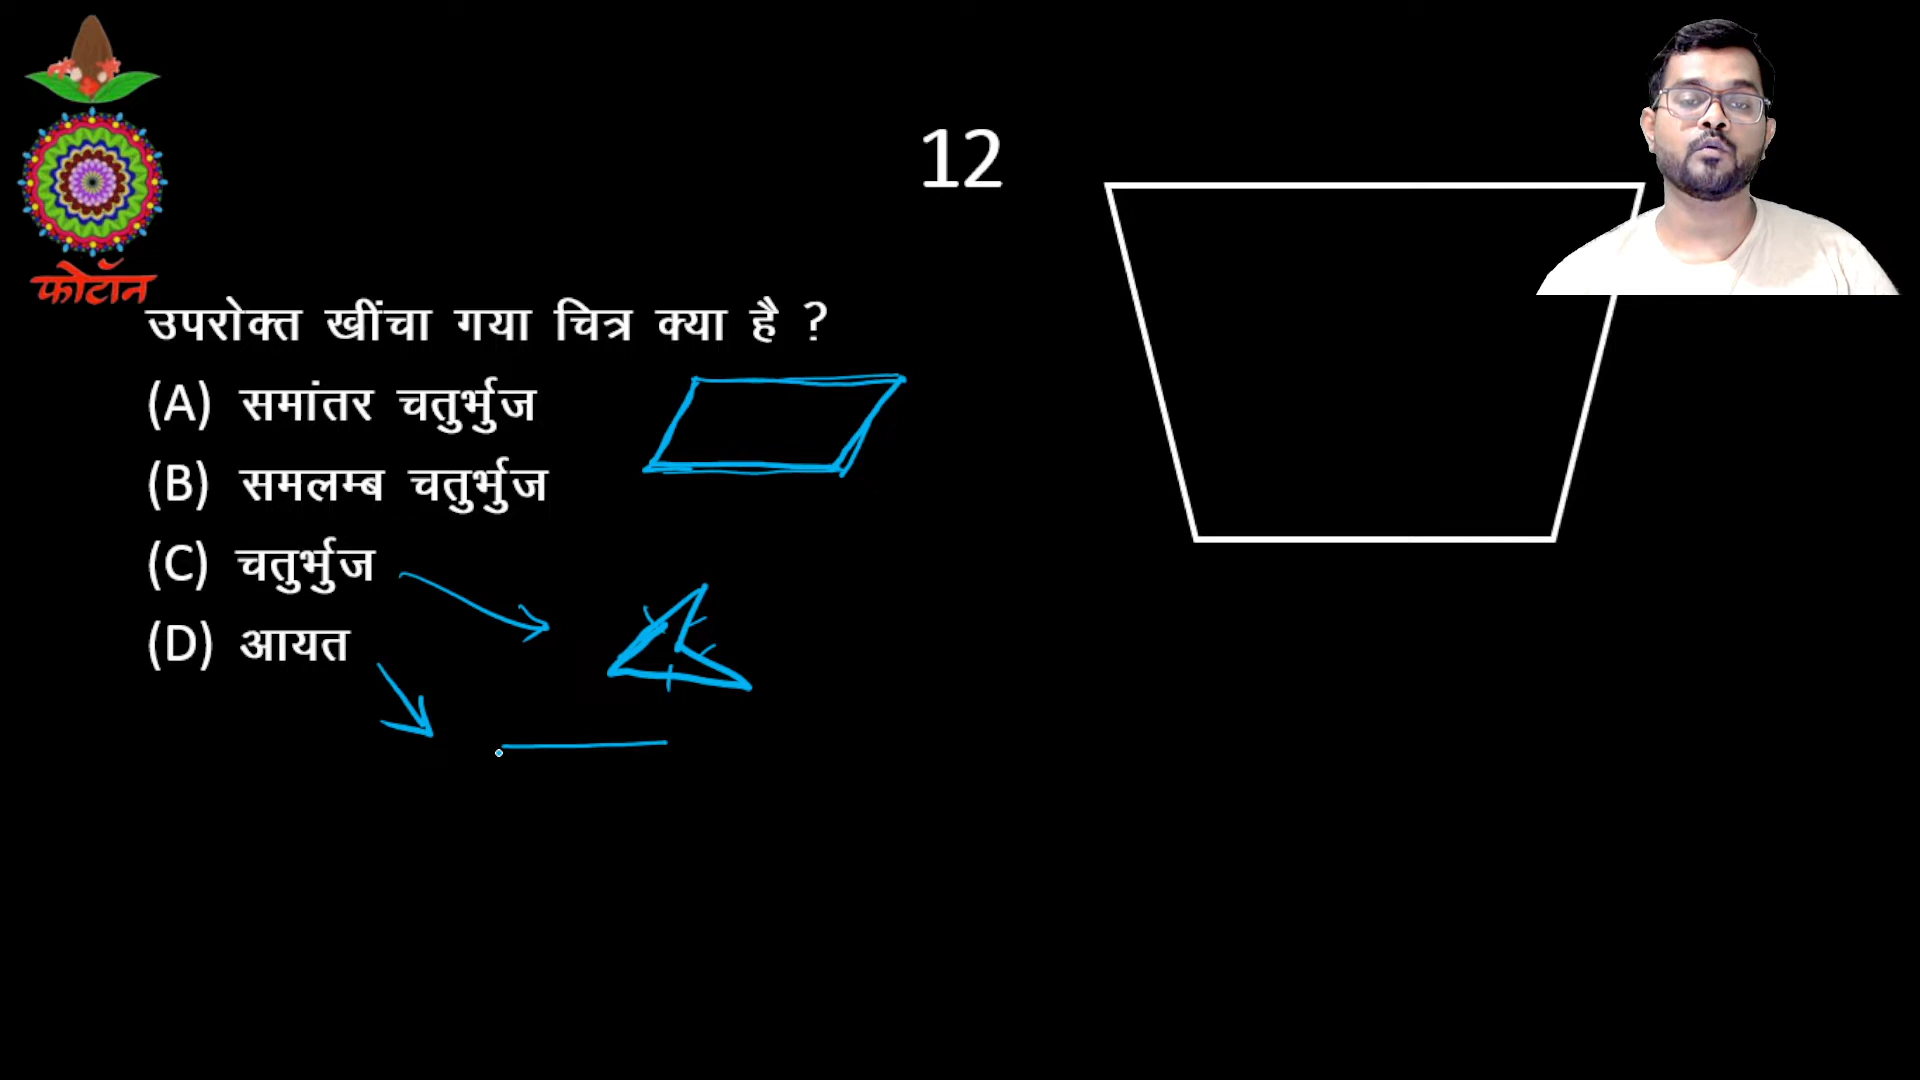 12
फोटॉन
उपरोक्त खींचा गया चित्र क्या है ?
(A) समांतर चतुर्भुज
(B) समलम्ब चतुर्भुज
(C) चतुर्भुज
(D) आयत